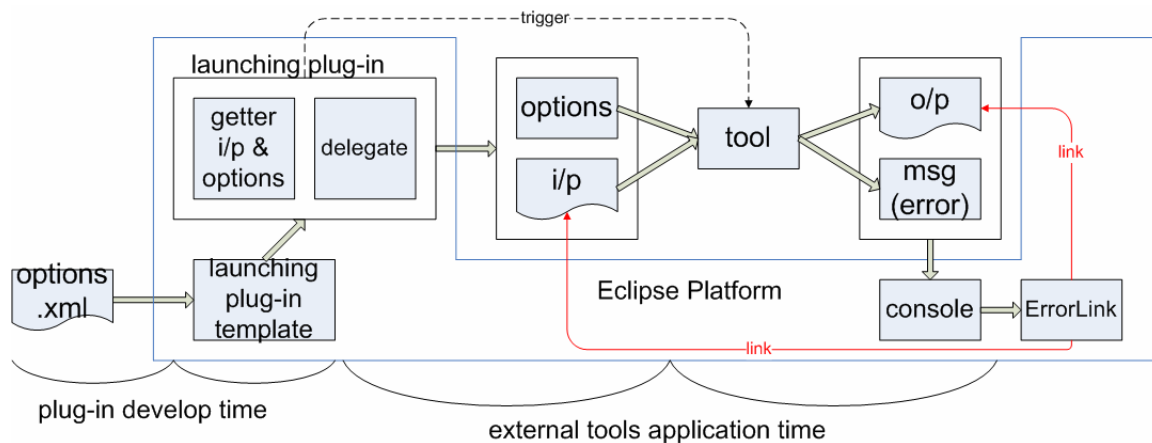 trigger
launching plug-in
getter
i/p &
options
delegate
options
i/p
tool
o/p
msg
(error)
link
options
.xml
launching
plug-in
template
Eclipse Platform
console
ErrorLink
link
plug-in develop time
external tools application time